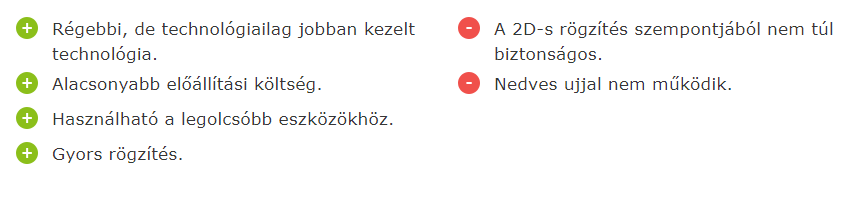 Régebbi, de technológiailag jobban kezelt
technológia.
Alacsonyabb előállítási költség.
Használható a legolcsóbb eszközökhöz.
Gyors rögzítés.
A 2D-s rögzítés szempontjából nem túl
biztonságos.
Nedves ujjal nem működik.